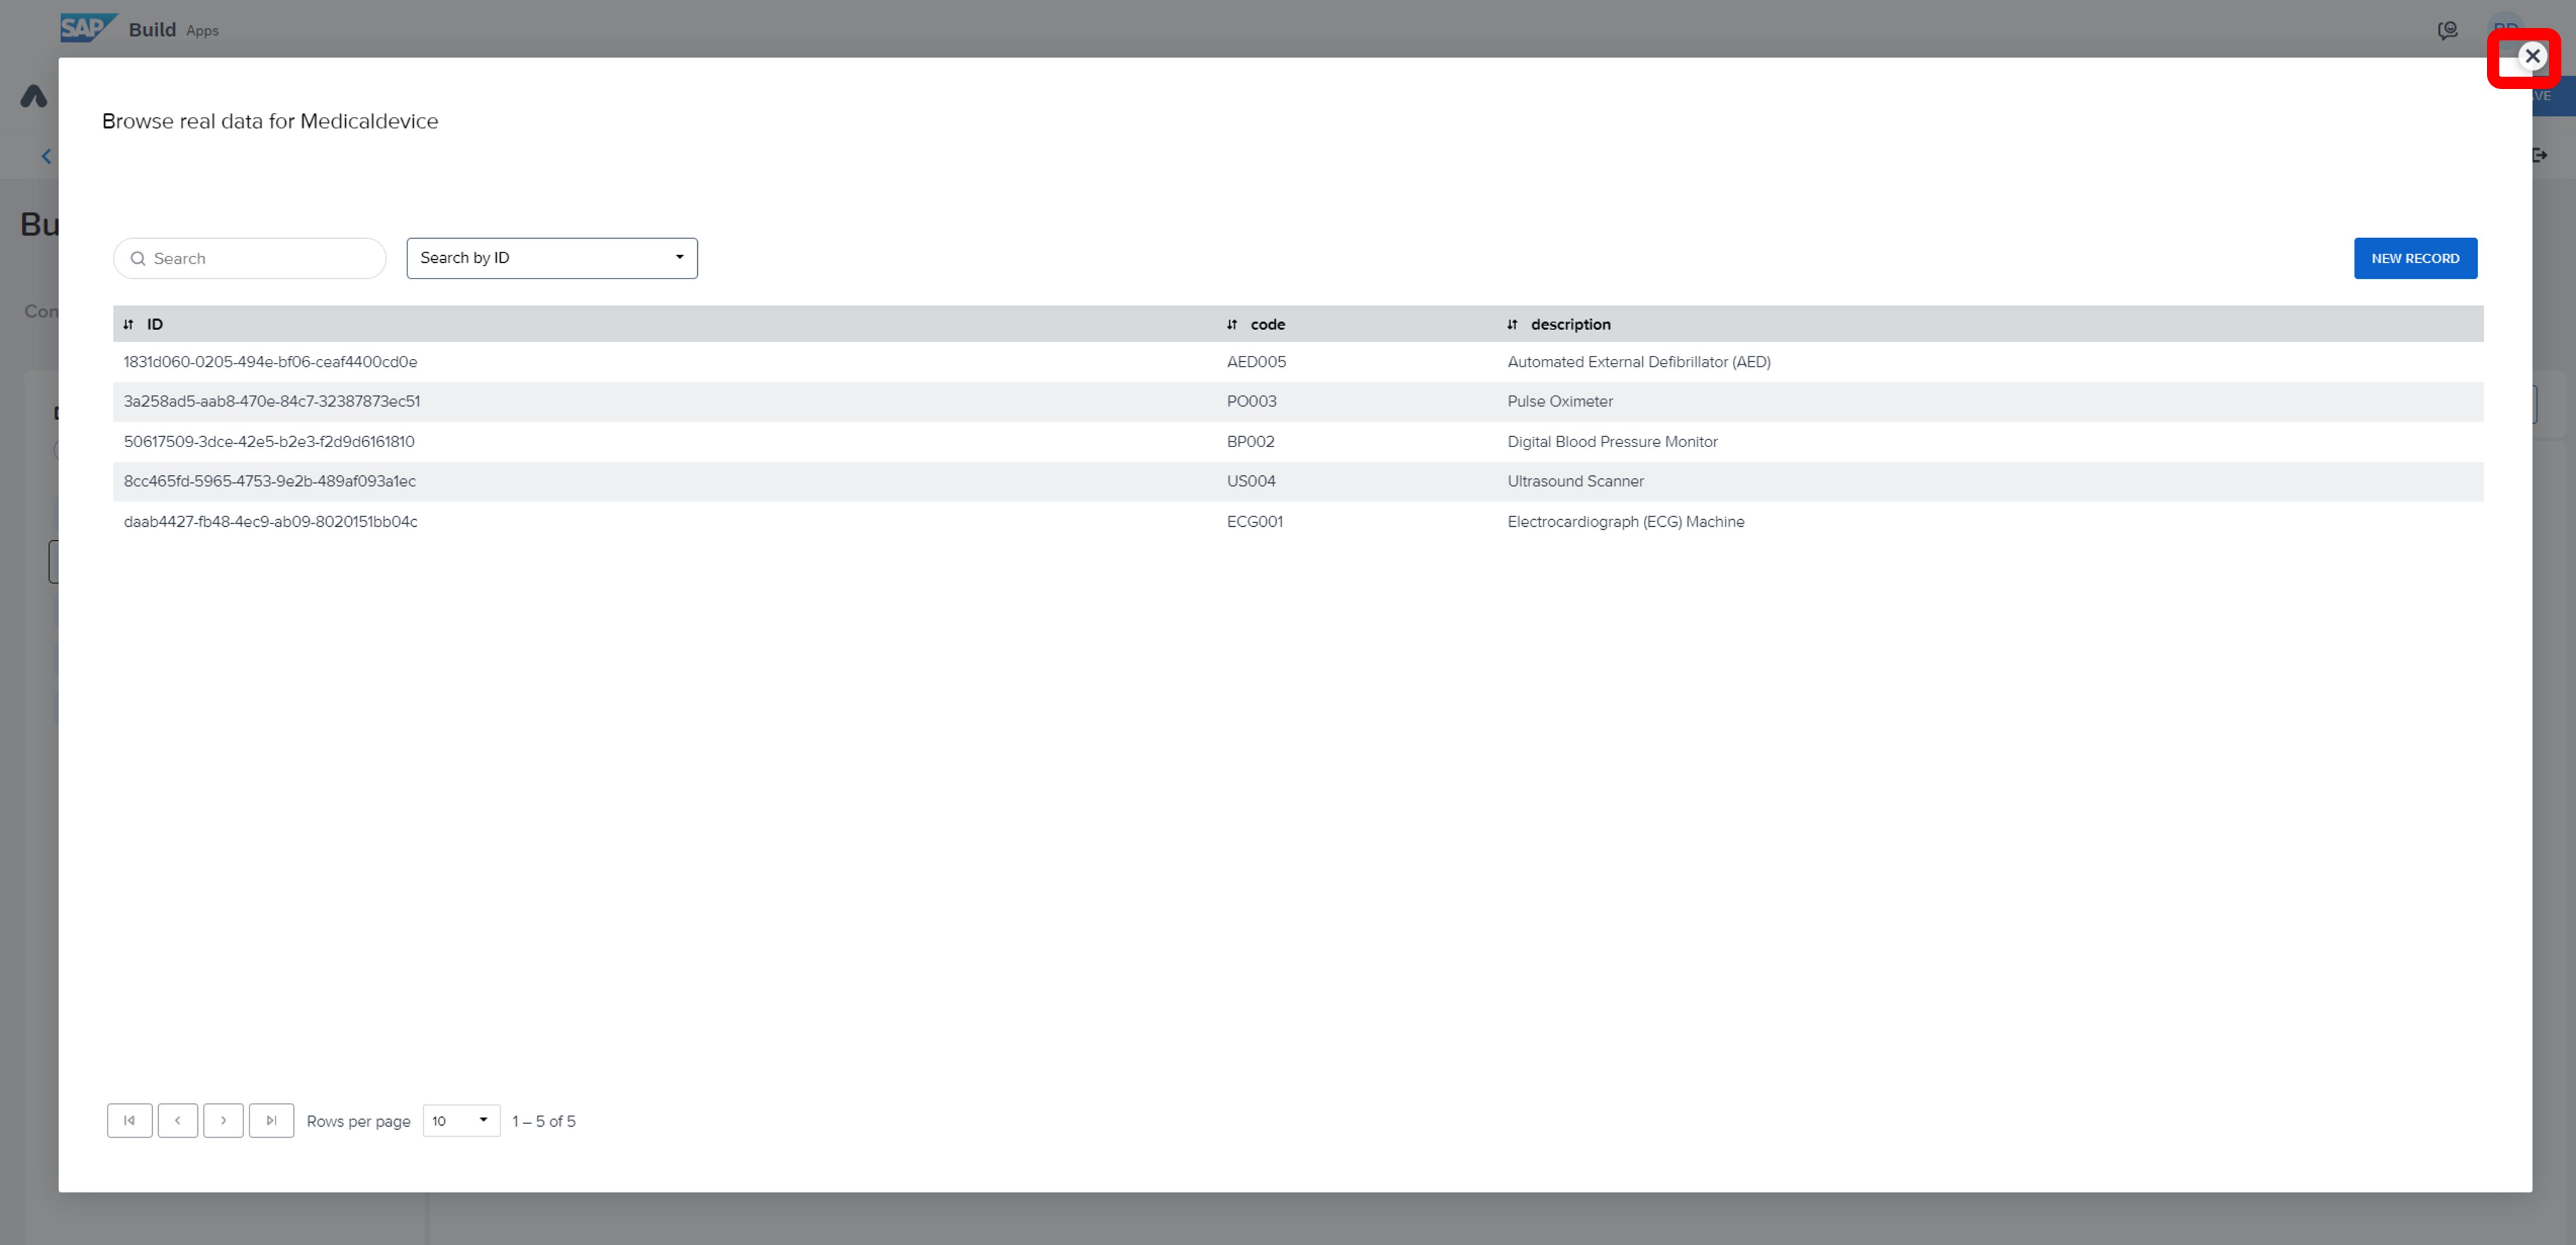 SAP Build Apps
Browse real data for Medicaldevice
Bu
Search
Search by ID
NEW RECORD
Con
ID code description
1831d060-0205-494e-bf06-ceaf4400cd0e AED005 Automated External Defibrillator (AED)
3a258ad5-aab8-470e-84c7-32387873ec51 PO003 Pulse Oximeter
50617509-3dce-42e5-b2e3-f2d9d6161810 BP002 Digital Blood Pressure Monitor
8cc465fd-5965-4753-9e2b-489af093a1ec US004 Ultrasound Scanner
daab4427-fb48-4ec9-ab09-8020151bb04c ECG001 Electrocardiograph (ECG) Machine
Rows per page 10 1 – 5 of 5